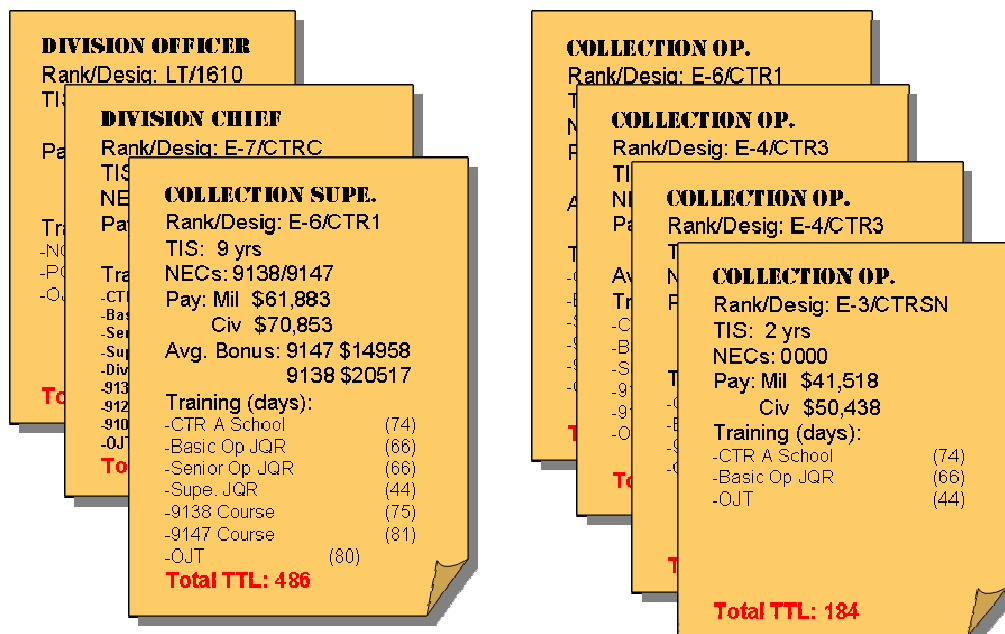 DIVISION OFFICER
Rank/Desig: LT/1610
DIVISION CHIEF
Rank/Desig: E-7/CTRC
COLLECTION SUPE.
Rank/Desig: E-6/CTR1
TIS: 9 yrs
NECs: 9138/9147
Pay: Mil $61,883
Civ $70,853
Avg. Bonus: 9147 $14958
9138 $20517
Training (days):
-CTR A School (74)
-Basic Op JQR (66)
-Senior Op JQR (66)
-Supe. JQR (44)
-9138 Course (75)
-9147 Course (81)
-OJT (80)
Total TTL: 486
COLLECTION OP.
Rank/Desig: E-6/CTR1
COLLECTION OP.
Rank/Desig: E-4/CTR3
COLLECTION OP.
Rank/Desig: E-4/CTR3
COLLECTION OP.
Rank/Desig: E-3/CTRSN
TIS: 2 yrs
NECs: 0000
Pay: Mil $41,518
Civ $50,438
Training (days):
-CTR A School (74)
-Basic Op JQR (66)
-OJT (44)
Total TTL: 184